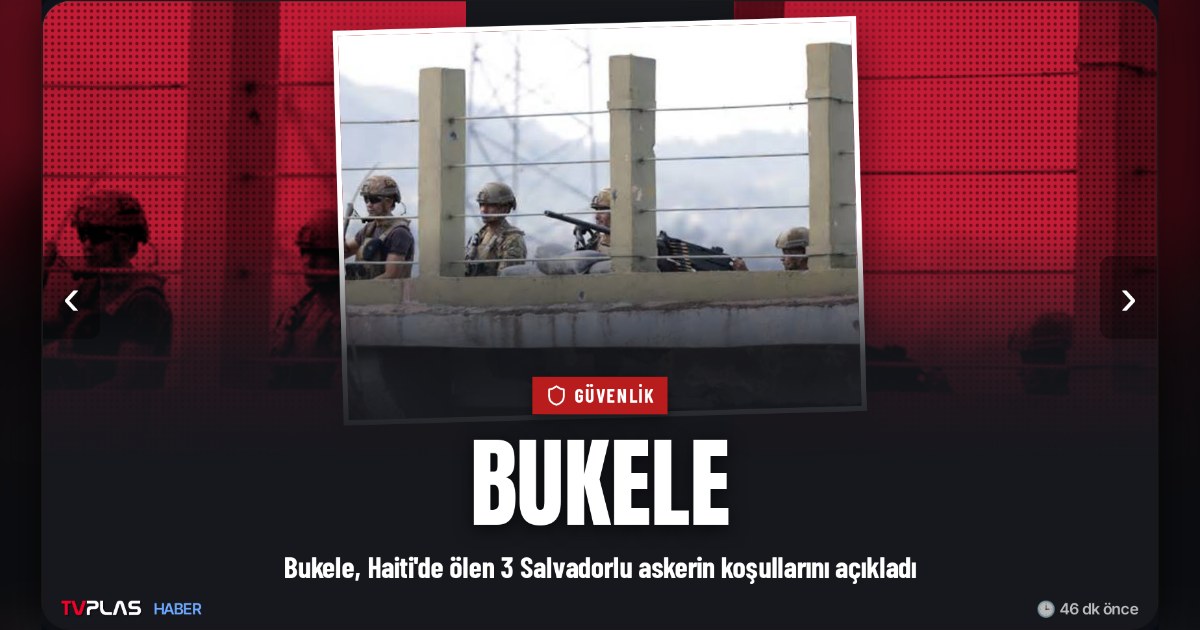 GÜVENLİK
BUKELE
Bukele, Haiti'de ölen 3 Salvadorlu askerin koşullarını açıkladı
TVPLAS HABER
46 dk önce